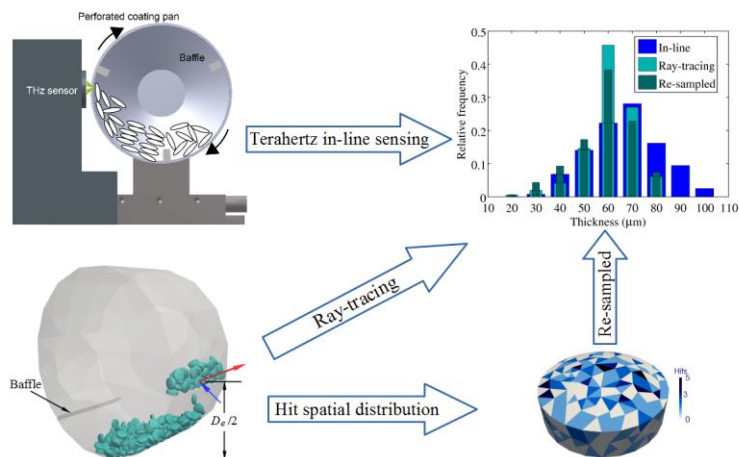 Perforated coating pan
Baffle
THz sensor
Terahertz in-line sensing
Relative frequency
0.5
0.4
0.3
0.2
0.1
0
In-line
Ray-tracing
Re-sampled
10 20 30 40 50 60 70 80 90 100 110
Thickness (μm)
Ray-tracing
Re-sampled
Baffle
De/2
Hit spatial distribution
Hits
5
3
0